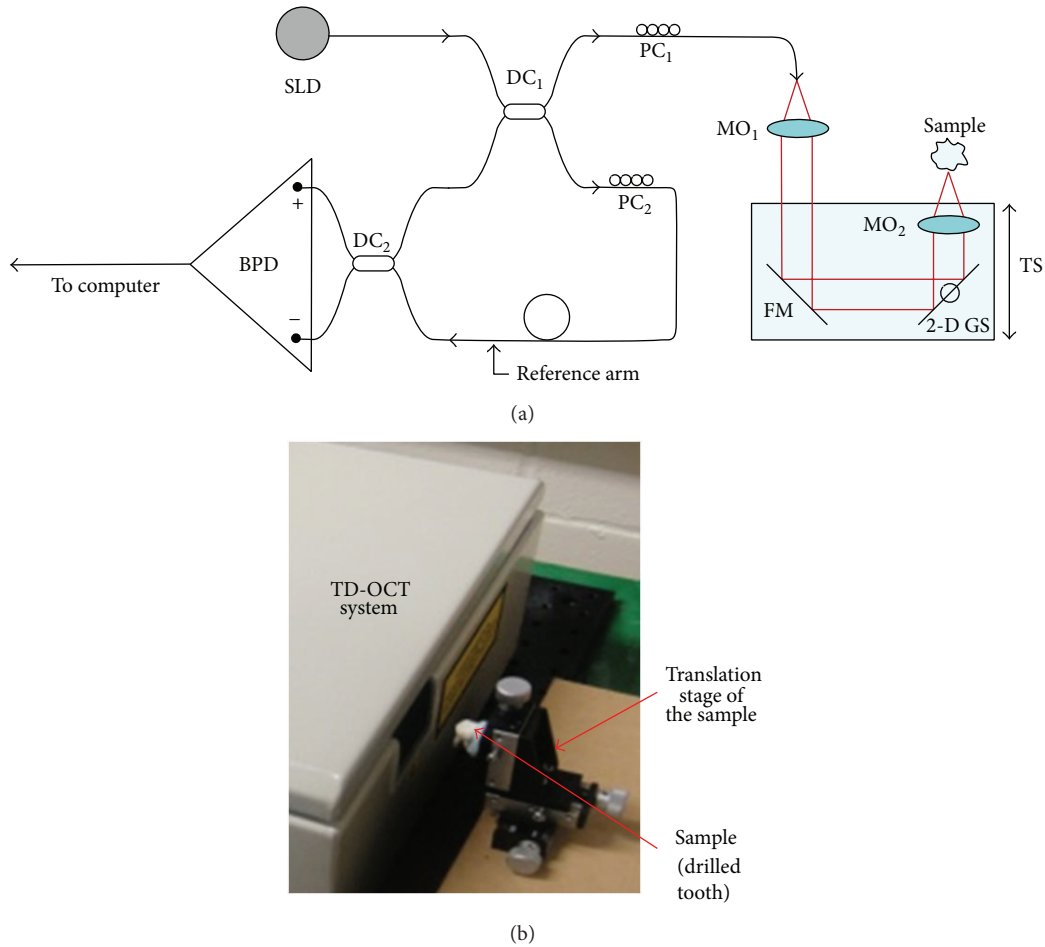 SLD
DC₁
PC₁
MO₁
Sample
PC₂
MO₂
TS
+
BPD
DC₂
−
To computer
FM
2-D GS
Reference arm
(a)
TD-OCT
system
Translation
stage of
the sample
Sample
(drilled
tooth)
(b)